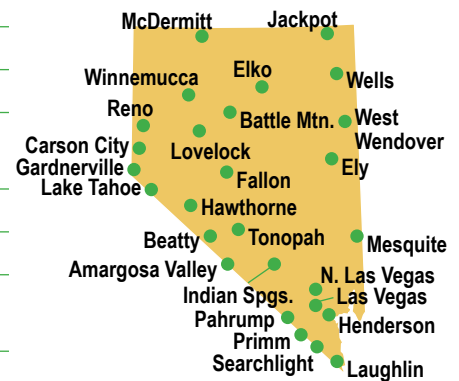 McDermitt
Jackpot
Winnemucca
Elko
Wells
Reno
Battle Mtn.
West
Wendover
Carson City
Lovelock
Gardnerville
Fallon
Ely
Lake Tahoe
Hawthorne
Beatty
Tonopah
Mesquite
Amargosa Valley
Indian Spgs.
N. Las Vegas
Las Vegas
Pahrump
Henderson
Primm
Searchlight
Laughlin